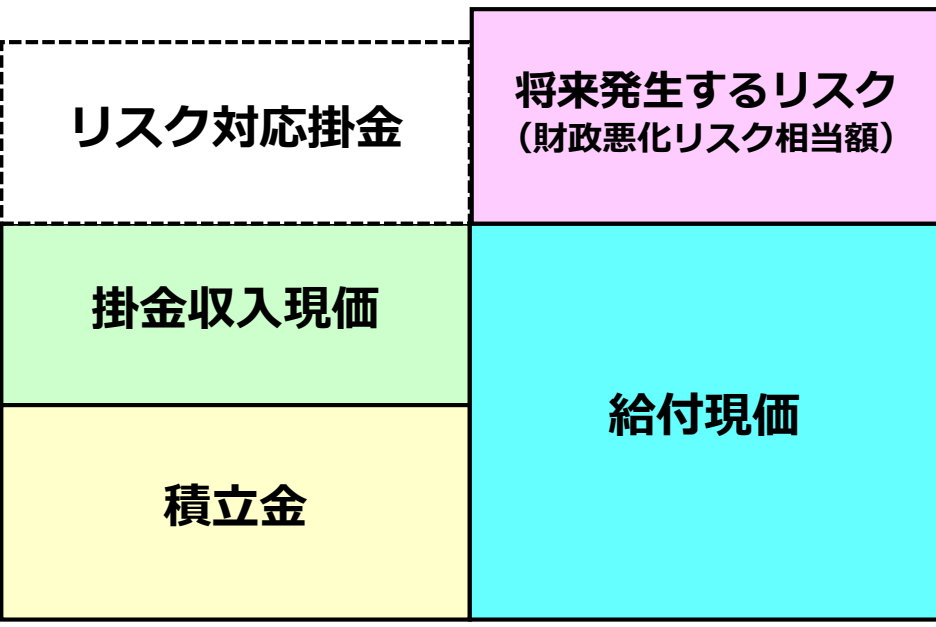 リスク対応掛金
将来発生するリスク
（財政悪化リスク相当額）
掛金収入現価
給付現価
積立金